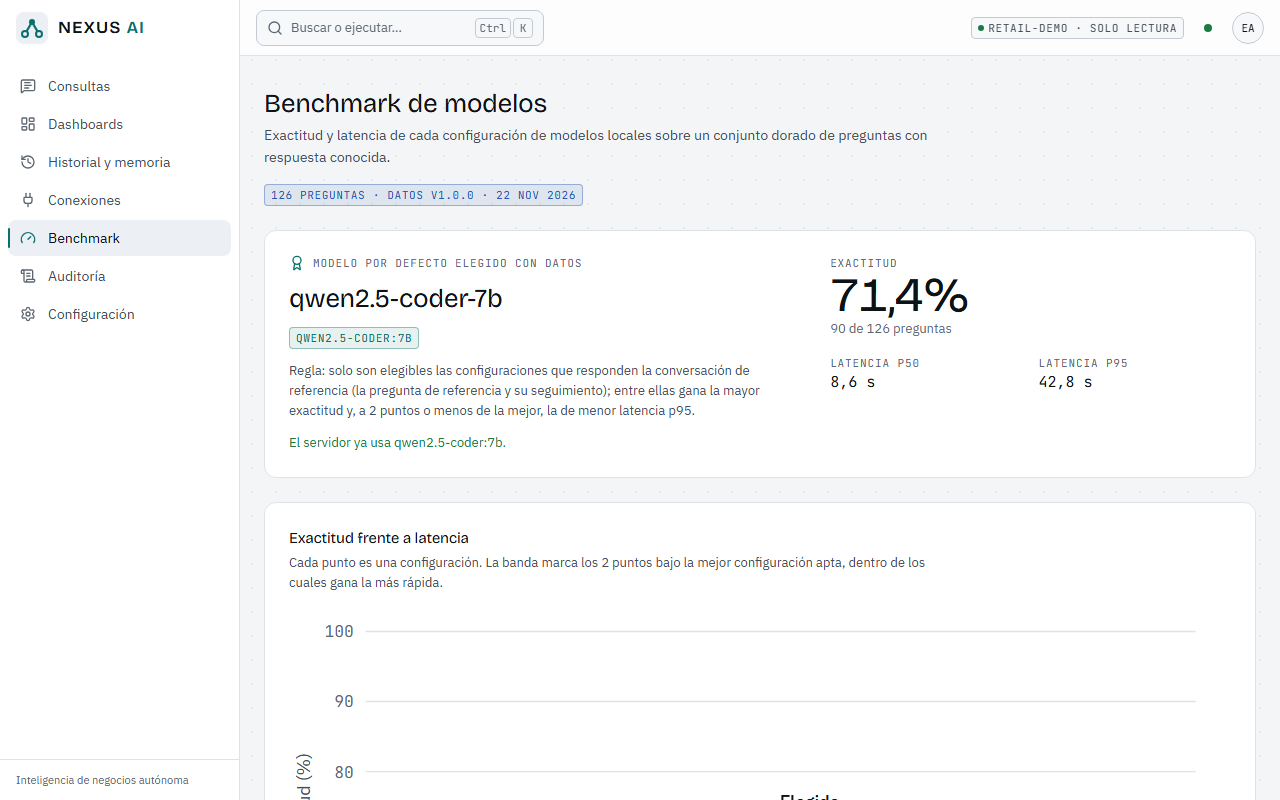 NEXUS AI
Buscar o ejecutar...
Ctrl K
RETAIL-DEMO · SOLO LECTURA
EA
Consultas
Dashboards
Historial y memoria
Conexiones
Benchmark
Auditoría
Configuración
Inteligencia de negocios autónoma
Benchmark de modelos
Exactitud y latencia de cada configuración de modelos locales sobre un conjunto dorado de preguntas con
respuesta conocida.
126 PREGUNTAS · DATOS V1.0.0 · 22 NOV 2026
MODELO POR DEFECTO ELEGIDO CON DATOS
qwen2.5-coder-7b
QWEN2.5-CODER:7B
Regla: solo son elegibles las configuraciones que responden la conversación de
referencia (la pregunta de referencia y su seguimiento); entre ellas gana la mayor
exactitud y, a 2 puntos o menos de la mejor, la de menor latencia p95.
El servidor ya usa qwen2.5-coder:7b.
EXACTITUD
71,4%
90 de 126 preguntas
LATENCIA P50
8,6 s
LATENCIA P95
42,8 s
Exactitud frente a latencia
Cada punto es una configuración. La banda marca los 2 puntos bajo la mejor configuración apta, dentro de los
cuales gana la más rápida.
100
90
80